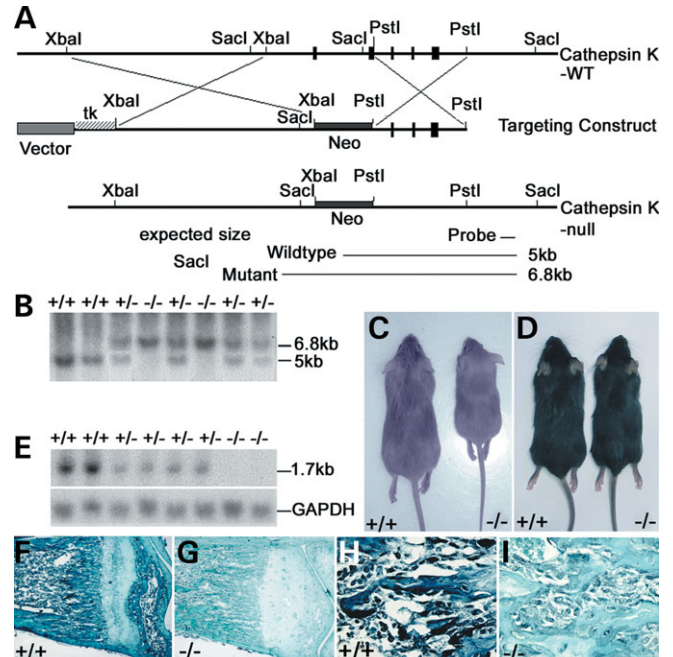 A
XbaI SacI XbaI SacI PstI PstI SacI
Cathepsin K
-WT
tk XbaI XbaI PstI PstI
SacI
Vector Neo Targeting Construct
XbaI PstI
XbaI SacI PstI SacI
Neo Cathepsin K
-null
expected size Probe
SacI Wildtype 5kb
Mutant 6.8kb
B
+/+ +/+ +/- -/- +/- -/- +/- +/-
6.8kb
5kb
C
+/+ -/-
D
+/+ -/-
E
+/+ +/+ +/- +/- +/- +/- -/- -/-
1.7kb
GAPDH
F
+/+
G
-/-
H
+/+
I
-/-